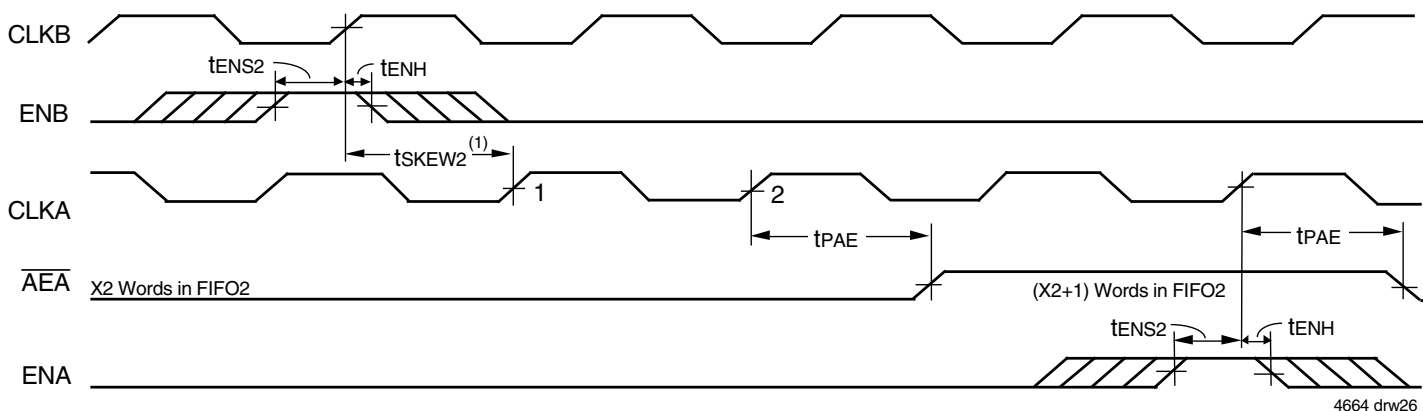 CLKB
tENS2 tENH
ENB
tSKEW2(1)
CLKA 1 2
tPAE tPAE
AEA X2 Words in FIFO2 (X2+1) Words in FIFO2
tENS2 tENH
ENA
4664 drw26